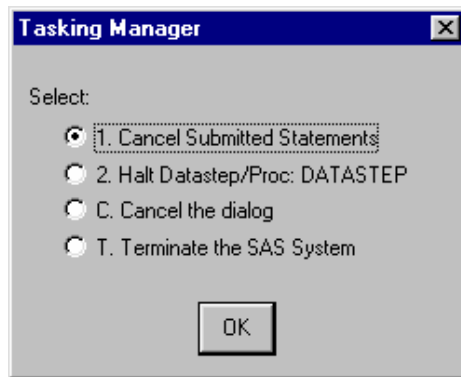 Tasking Manager
Select:
1. Cancel Submitted Statements
2. Halt Datastep/Proc: DATASTEP
C. Cancel the dialog
T. Terminate the SAS System
OK